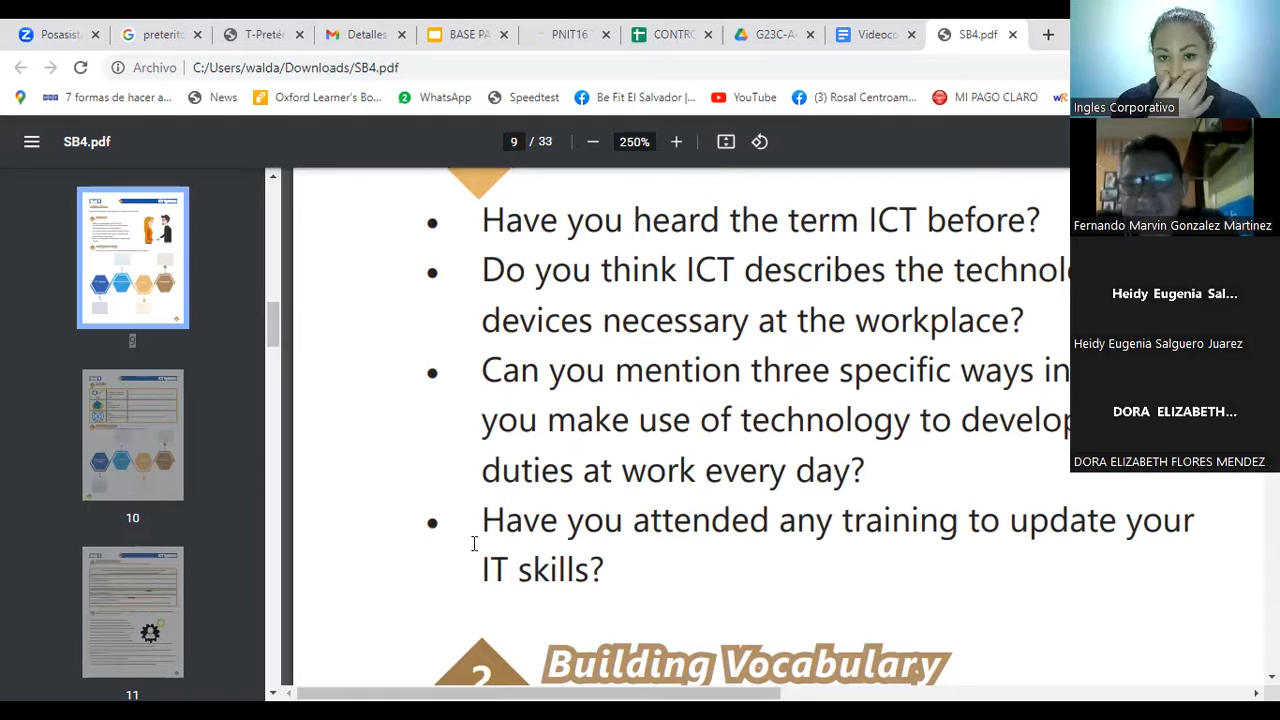 Posasist
preterito
T-Preté
Detalles
BASE PA
PNIT16
CONTRO
G23C-A
Videoco
SB4.pdf
Archivo
C:/Users/walda/Downloads/SB4.pdf
7 formas de hacer a...
News
Oxford Learner's Bo...
WhatsApp
Speedtest
Be Fit El Salvador |...
YouTube
(3) Rosal Centroam...
MI PAGO CLARO
SB4.pdf
9 / 33
250%
10
11
Have you heard the term ICT before?
Do you think ICT describes the technol
devices necessary at the workplace?
Can you mention three specific ways in
you make use of technology to develop
duties at work every day?
Have you attended any training to update your
IT skills?
2
Building Vocabulary
Ingles Corporativo
Fernando Marvin Gonzalez Martinez
Heidy Eugenia Sal...
Heidy Eugenia Salguero Juarez
DORA ELIZABETH...
DORA ELIZABETH FLORES MENDEZ